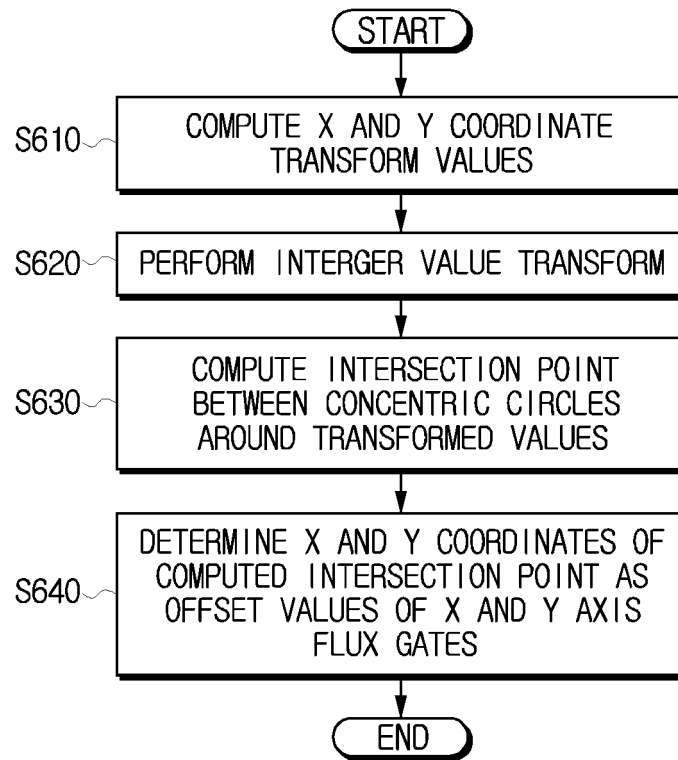 START
S610
COMPUTE X AND Y COORDINATE
TRANSFORM VALUES
S620
PERFORM INTERGER VALUE TRANSFORM
S630
COMPUTE INTERSECTION POINT
BETWEEN CONCENTRIC CIRCLES
AROUND TRANSFORMED VALUES
S640
DETERMINE X AND Y COORDINATES OF
COMPUTED INTERSECTION POINT AS
OFFSET VALUES OF X AND Y AXIS
FLUX GATES
END